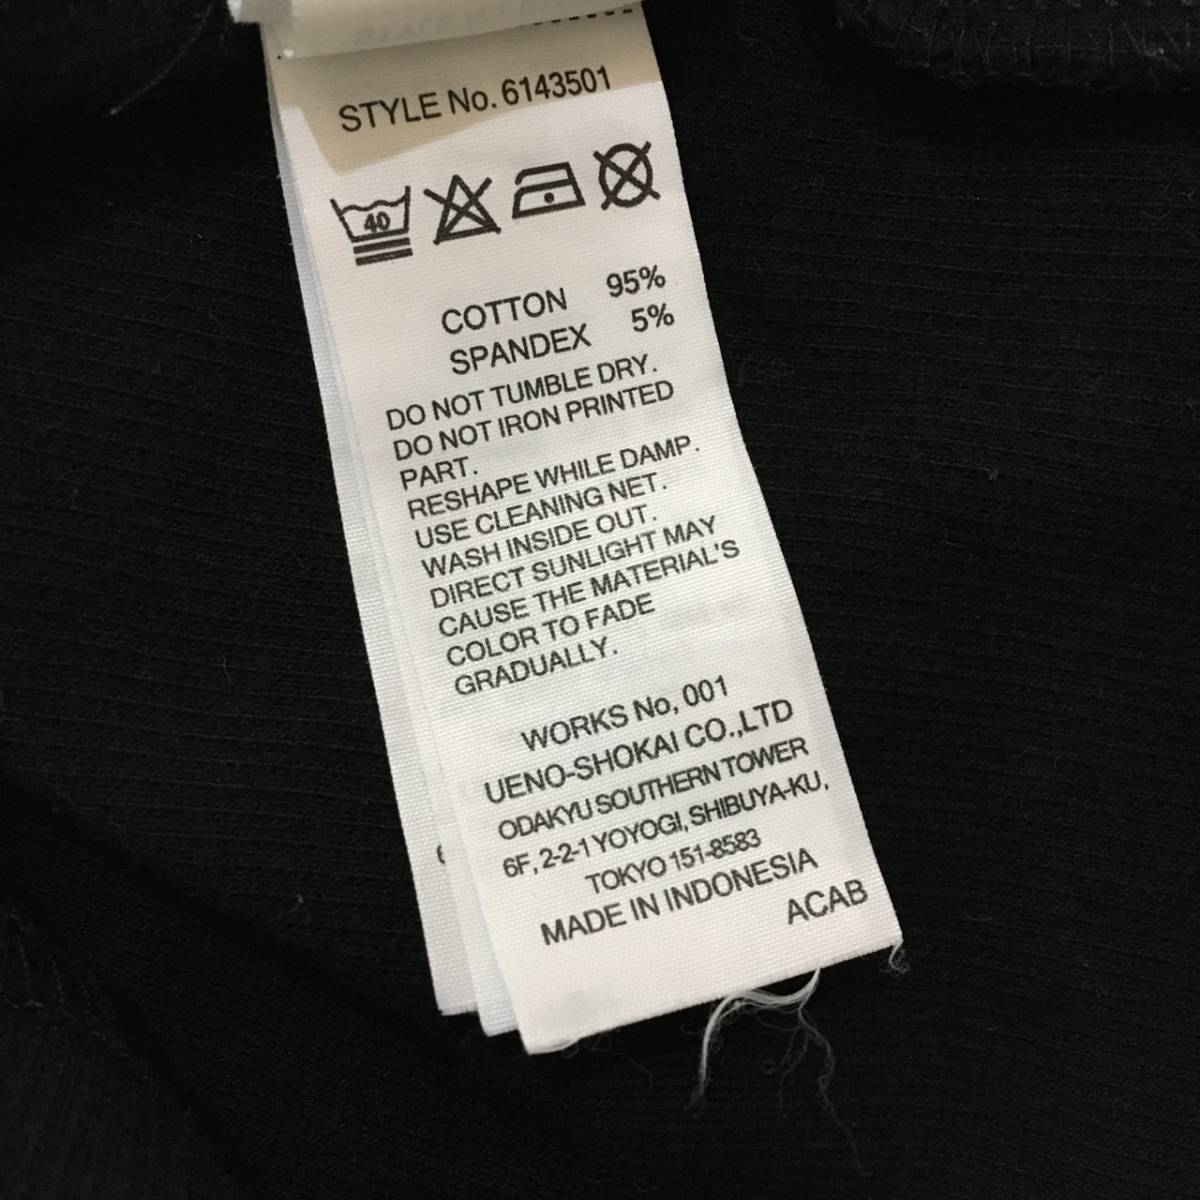 STYLE No. 6143501
40
COTTON 95%
SPANDEX 5%
DO NOT TUMBLE DRY.
DO NOT IRON PRINTED
PART.
RESHAPE WHILE DAMP.
USE CLEANING NET.
WASH INSIDE OUT.
DIRECT SUNLIGHT MAY
CAUSE THE MATERIAL'S
COLOR TO FADE
GRADUALLY.
WORKS No, 001
UENO-SHOKAI CO.,LTD
ODAKYU SOUTHERN TOWER
6F, 2-2-1 YOYOGI, SHIBUYA-KU,
TOKYO 151-8583
MADE IN INDONESIA
ACAB